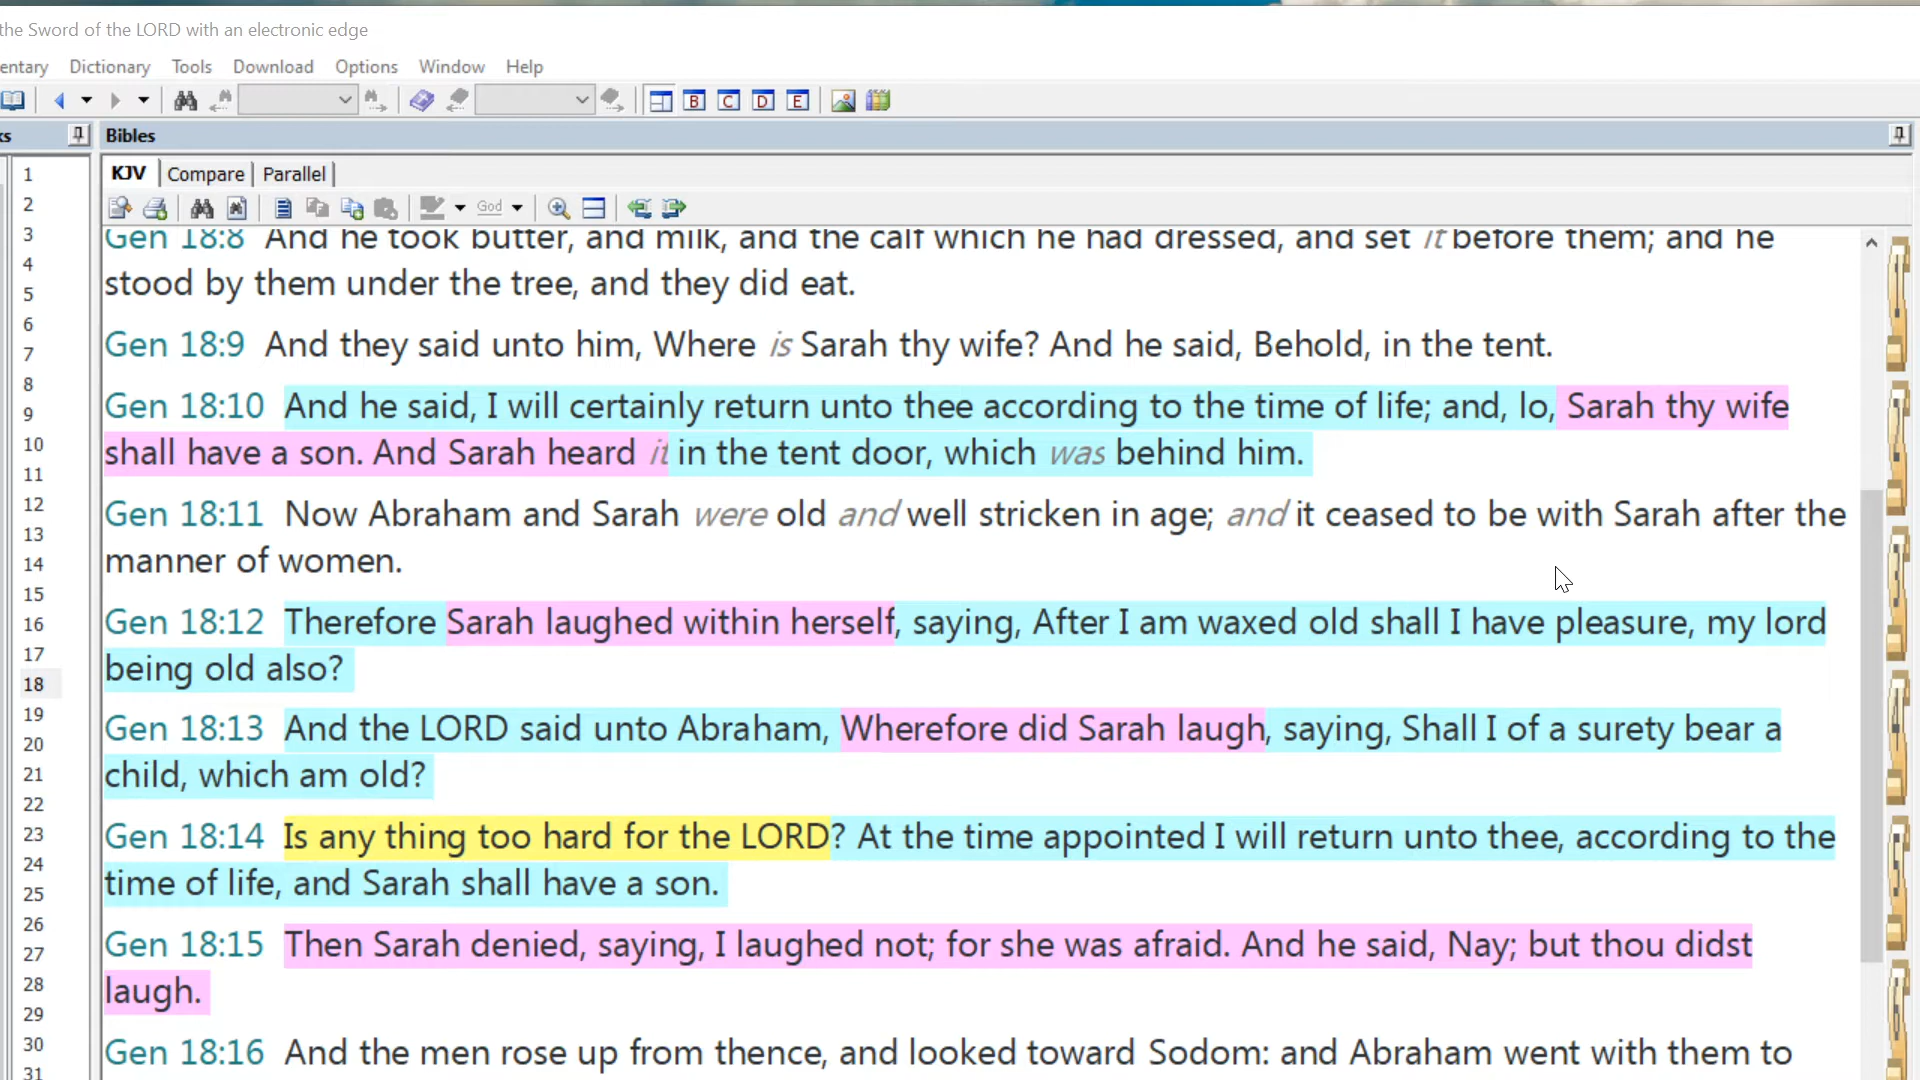 the Sword of the LORD with an electronic edge
entary Dictionary Tools Download Options Window Help
B C D E
ks Bibles
KJV Compare Parallel
God
1
2
3
4
5
6
7
8
9
10
11
12
13
14
15
16
17
18
19
20
21
22
23
24
25
26
27
28
29
30
31
Gen 18:8 And he took butter, and milk, and the calf which he had dressed, and set it before them; and he
stood by them under the tree, and they did eat.
Gen 18:9 And they said unto him, Where is Sarah thy wife? And he said, Behold, in the tent.
Gen 18:10 And he said, I will certainly return unto thee according to the time of life; and, lo, Sarah thy wife
shall have a son. And Sarah heard it in the tent door, which was behind him.
Gen 18:11 Now Abraham and Sarah were old and well stricken in age; and it ceased to be with Sarah after the
manner of women.
Gen 18:12 Therefore Sarah laughed within herself, saying, After I am waxed old shall I have pleasure, my lord
being old also?
Gen 18:13 And the LORD said unto Abraham, Wherefore did Sarah laugh, saying, Shall I of a surety bear a
child, which am old?
Gen 18:14 Is any thing too hard for the LORD? At the time appointed I will return unto thee, according to the
time of life, and Sarah shall have a son.
Gen 18:15 Then Sarah denied, saying, I laughed not; for she was afraid. And he said, Nay; but thou didst
laugh.
Gen 18:16 And the men rose up from thence, and looked toward Sodom: and Abraham went with them to